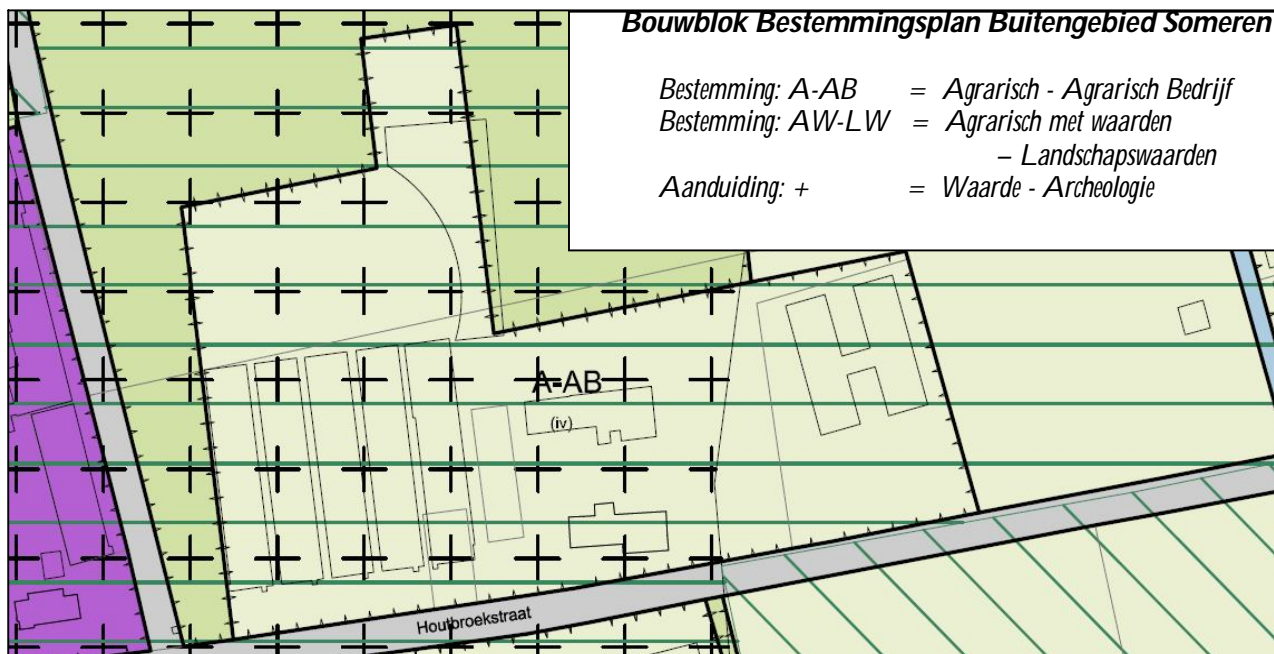 Bouwblok Bestemmingsplan Buitengebied Someren
Bestemming: A-AB = Agrarisch - Agrarisch Bedrijf
Bestemming: AW-LW = Agrarisch met waarden
– Landschapswaarden
Aanduiding: + = Waarde - Archeologie
A-AB
(iv)
Houtbroekstraat